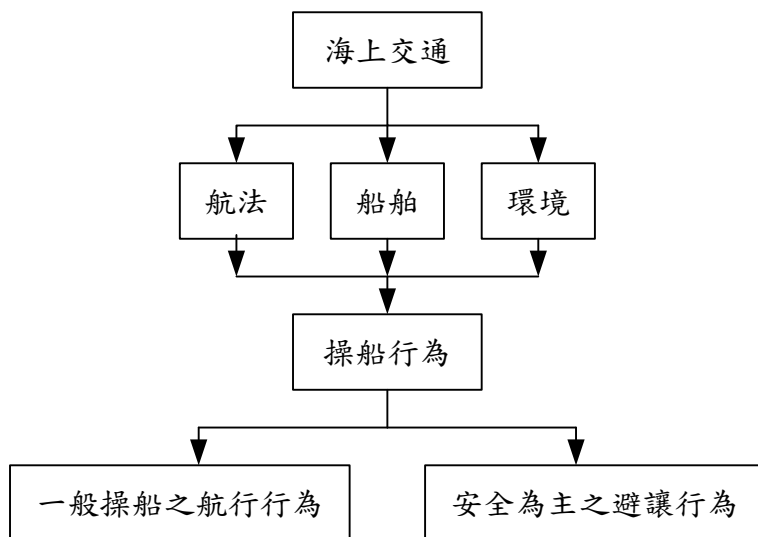 海上交通
航法
船舶
環境
操船行為
一般操船之航行行為
安全為主之避讓行為